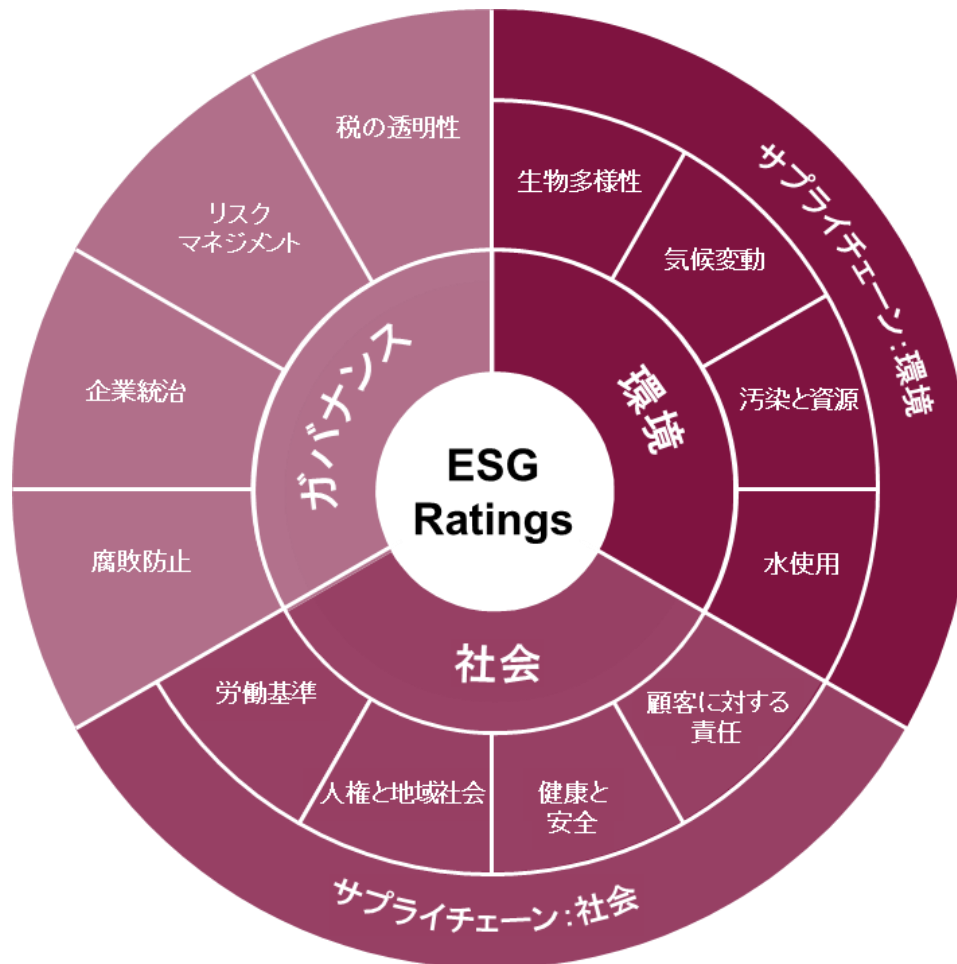 ESG
Ratings
環境
生物多様性
気候変動
汚染と資源
水使用
サプライチェーン:環境
社会
顧客に対する
責任
健康と
安全
人権と地域社会
労働基準
サプライチェーン:社会
ガバナンス
腐敗防止
企業統治
リスク
マネジメント
税の透明性